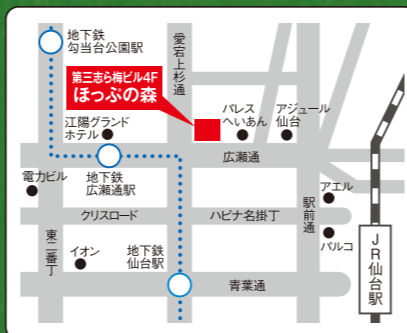 地下鉄
勾当台公園駅
愛宕上杉通
第三志ら梅ビル4F
ほっぷの森
江陽グランド
ホテル
パレス
へいあん
アジュール
仙台
広瀬通
電力ビル
地下鉄
広瀬通駅
アエル
クリスロード
ハピナ名掛丁
駅前通
パルコ
東二番丁
イオン
地下鉄
仙台駅
JR仙台駅
青葉通